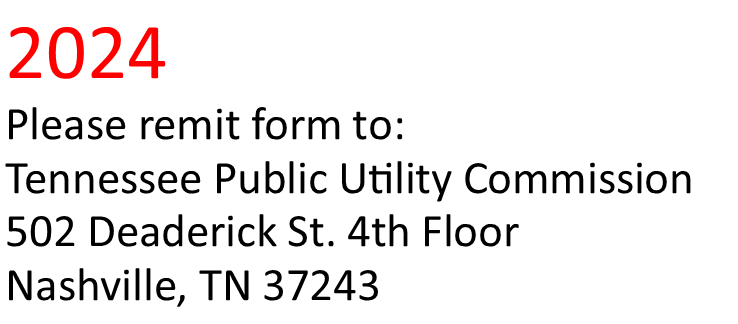 2024
Please remit form to:
Tennessee Public Utility Commission
502 Deaderick St. 4th Floor
Nashville, TN 37243